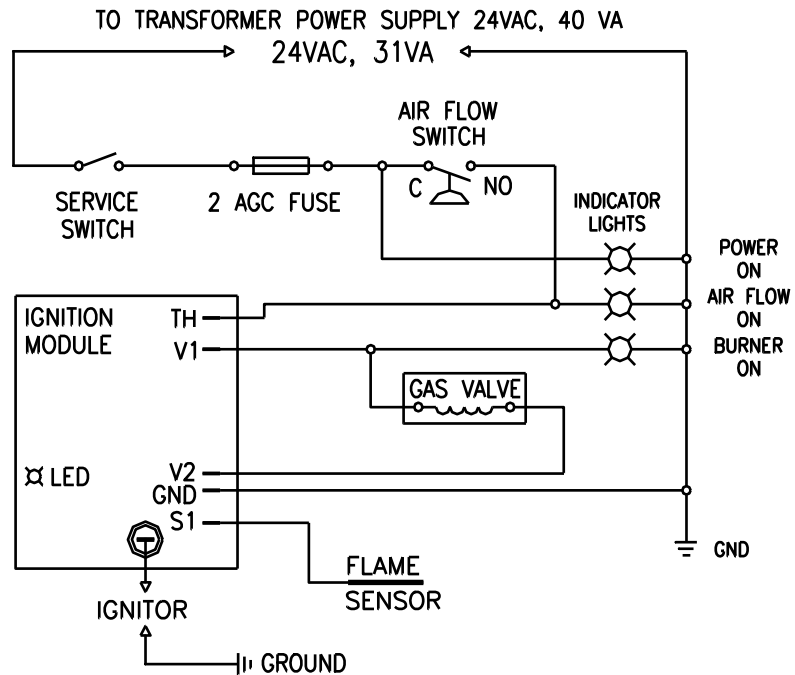 TO TRANSFORMER POWER SUPPLY 24VAC, 40 VA
24VAC, 31VA
AIR FLOW
SWITCH
C
NO
SERVICE
SWITCH
2 AGC FUSE
INDICATOR
LIGHTS
POWER
ON
AIR FLOW
ON
BURNER
ON
IGNITION
MODULE
TH
V1
GAS VALVE
LED
V2
GND
S1
GND
FLAME
SENSOR
IGNITOR
GROUND